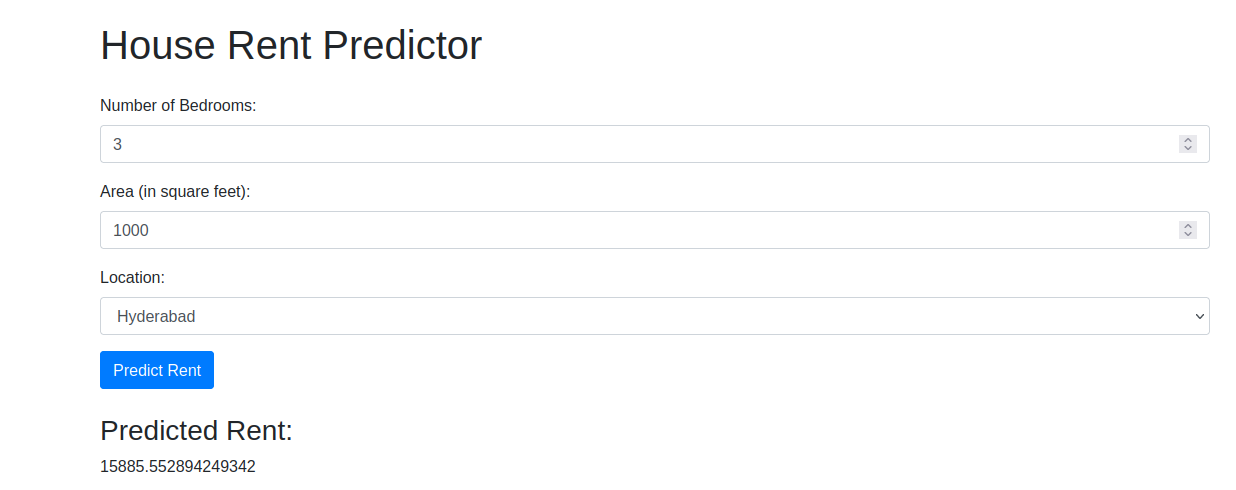 House Rent Predictor
Number of Bedrooms:
3
Area (in square feet):
1000
Location:
Hyderabad
Predict Rent
Predicted Rent:
15885.552894249342